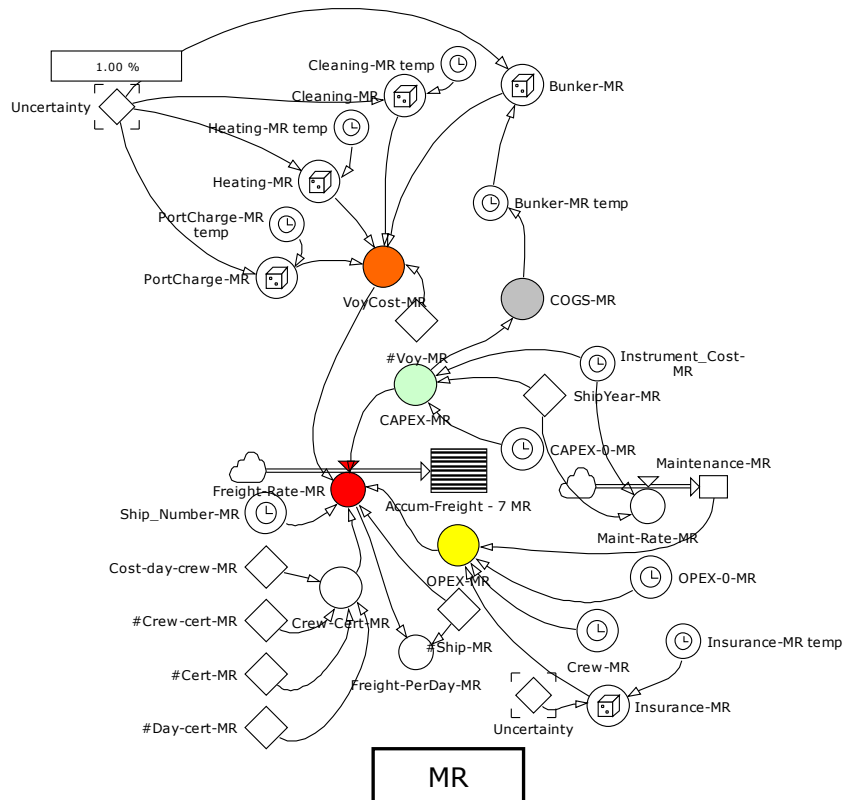 Cleaning-MR temp
1.00 %
Bunker-MR
Cleaning-MR
Uncertainty
Heating-MR temp
Heating-MR
Bunker-MR temp
PortCharge-MR
temp
PortCharge-MR
VoyCost-MR
COGS-MR
#Voy-MR
Instrument_Cost-
MR
ShipYear-MR
CAPEX-MR
CAPEX-0-MR
Maintenance-MR
Freight-Rate-MR
Accum-Freight - 7 MR
Ship_Number-MR
Maint-Rate-MR
Cost-day-crew-MR
OPEX-MR
OPEX-0-MR
#Crew-cert-MR
Crew-Cert-MR
#Ship-MR
Insurance-MR temp
Crew-MR
#Cert-MR
Freight-PerDay-MR
Insurance-MR
#Day-cert-MR
Uncertainty
MR